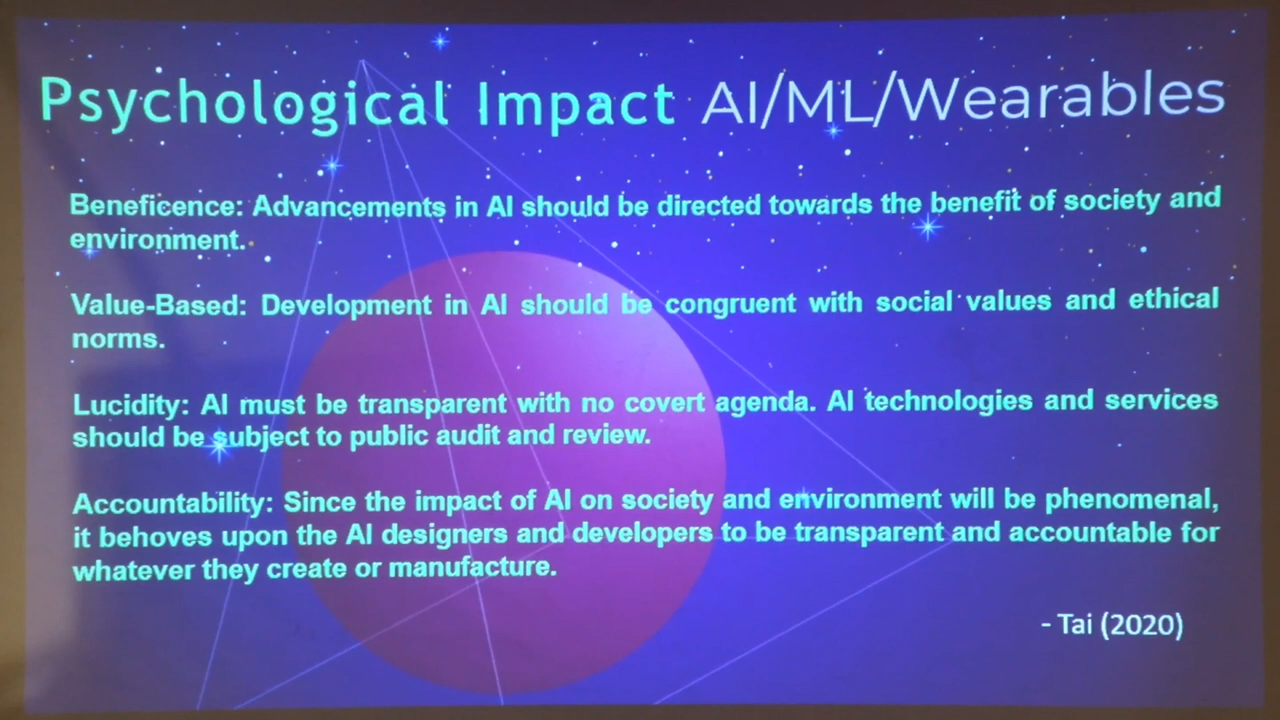 Psychological Impact AI/ML/Wearables
Beneficence: Advancements in AI should be directed towards the benefit of society and
environment.
Value-Based: Development in AI should be congruent with social values and ethical
norms.
Lucidity: AI must be transparent with no covert agenda. AI technologies and services
should be subject to public audit and review.
Accountability: Since the impact of AI on society and environment will be phenomenal,
it behoves upon the AI designers and developers to be transparent and accountable for
whatever they create or manufacture.
- Tai (2020)